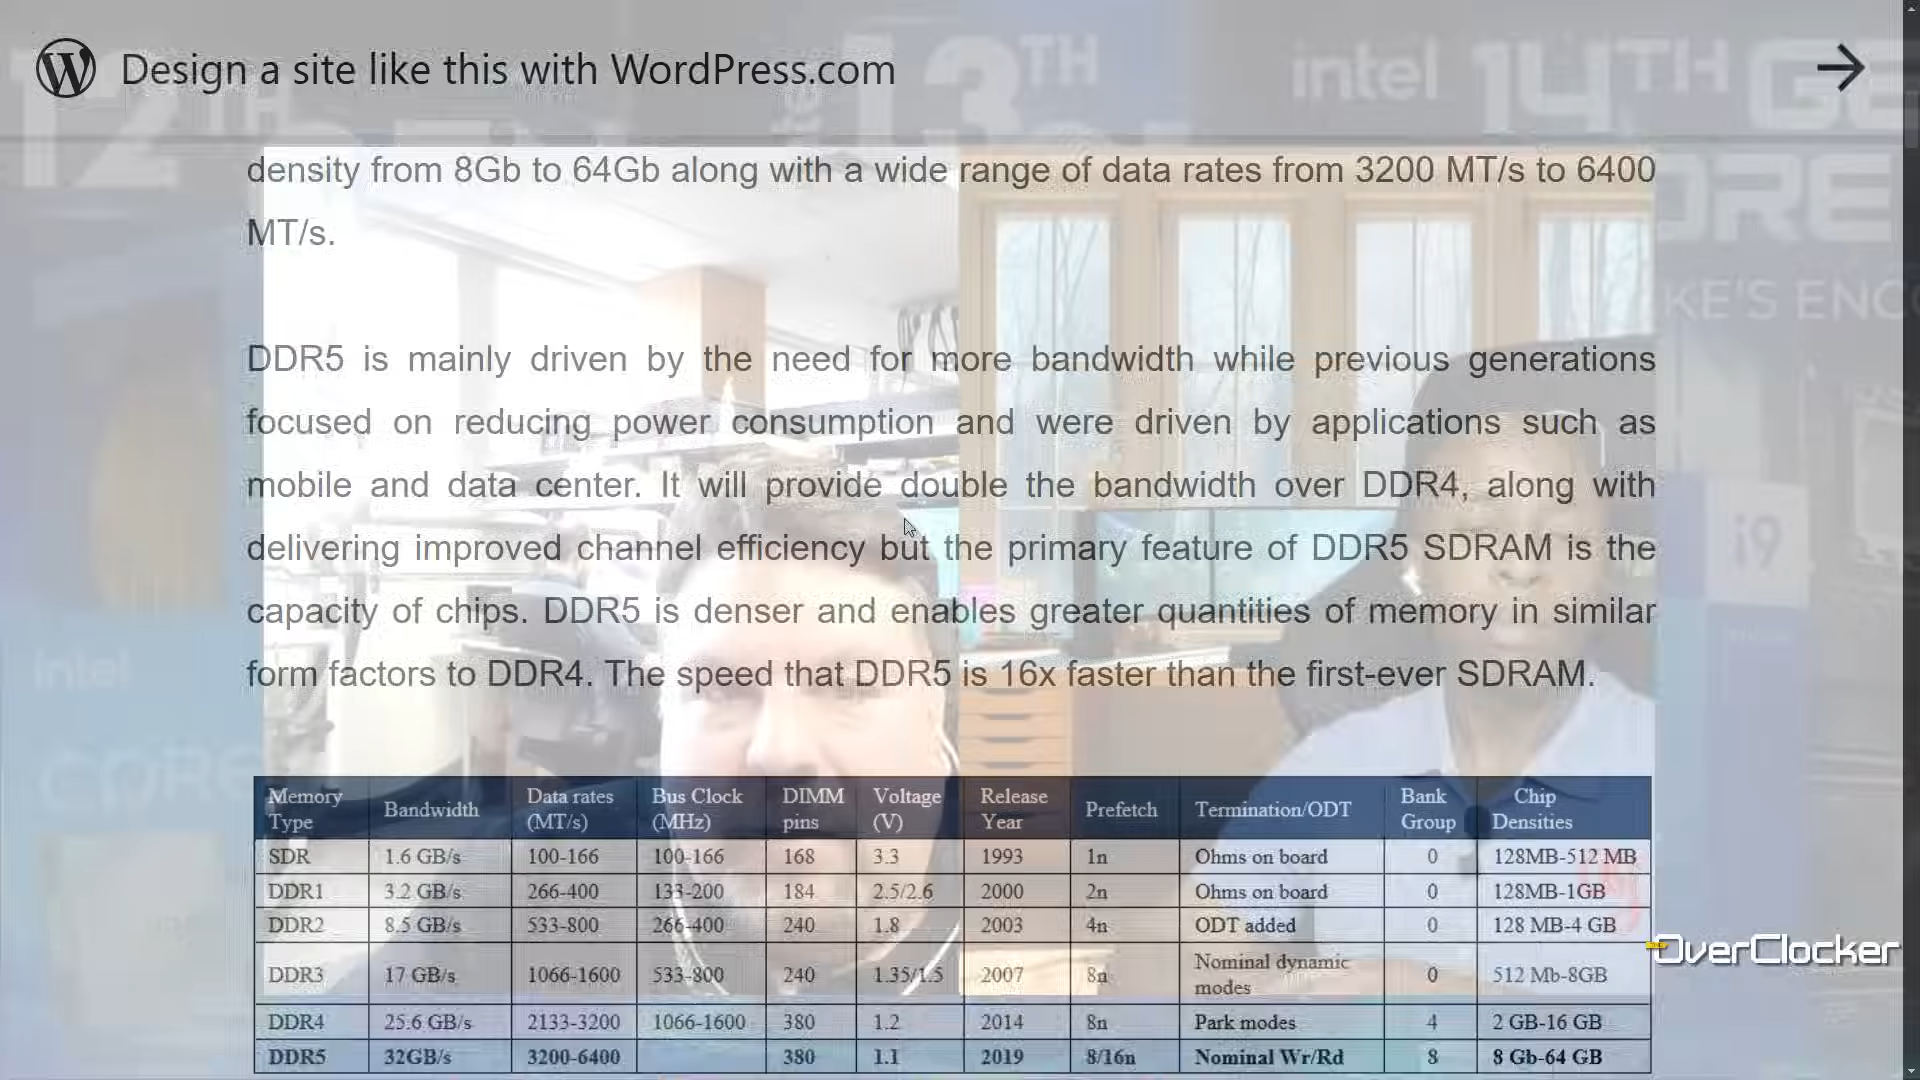 Design a site like this with WordPress.com
12TH
13TH
intel 14TH GE
ORE
KE'S ENC
density from 8Gb to 64Gb along with a wide range of data rates from 3200 MT/s to 6400
MT/s.
DDR5 is mainly driven by the need for more bandwidth while previous generations
focused on reducing power consumption and were driven by applications such as
mobile and data center. It will provide double the bandwidth over DDR4, along with
delivering improved channel efficiency but the primary feature of DDR5 SDRAM is the
capacity of chips. DDR5 is denser and enables greater quantities of memory in similar
form factors to DDR4. The speed that DDR5 is 16x faster than the first-ever SDRAM.
i9
intel
CORE
Memory Type Bandwidth Data rates (MT/s) Bus Clock (MHz) DIMM pins Voltage (V) Release Year Prefetch Termination/ODT Bank Group Chip Densities
SDR 1.6 GB/s 100-166 100-166 168 3.3 1993 1n Ohms on board 0 128MB-512 MB
DDR1 3.2 GB/s 266-400 133-200 184 2.5/2.6 2000 2n Ohms on board 0 128MB-1GB
DDR2 8.5 GB/s 533-800 266-400 240 1.8 2003 4n ODT added 0 128 MB-4 GB
DDR3 17 GB/s 1066-1600 533-800 240 1.35/1.5 2007 8n Nominal dynamic modes 0 512 Mb-8GB
DDR4 25.6 GB/s 2133-3200 1066-1600 380 1.2 2014 8n Park modes 4 2 GB-16 GB
DDR5 32GB/s 3200-6400 380 1.1 2019 8/16n Nominal Wr/Rd 8 8 Gb-64 GB
OverClocker